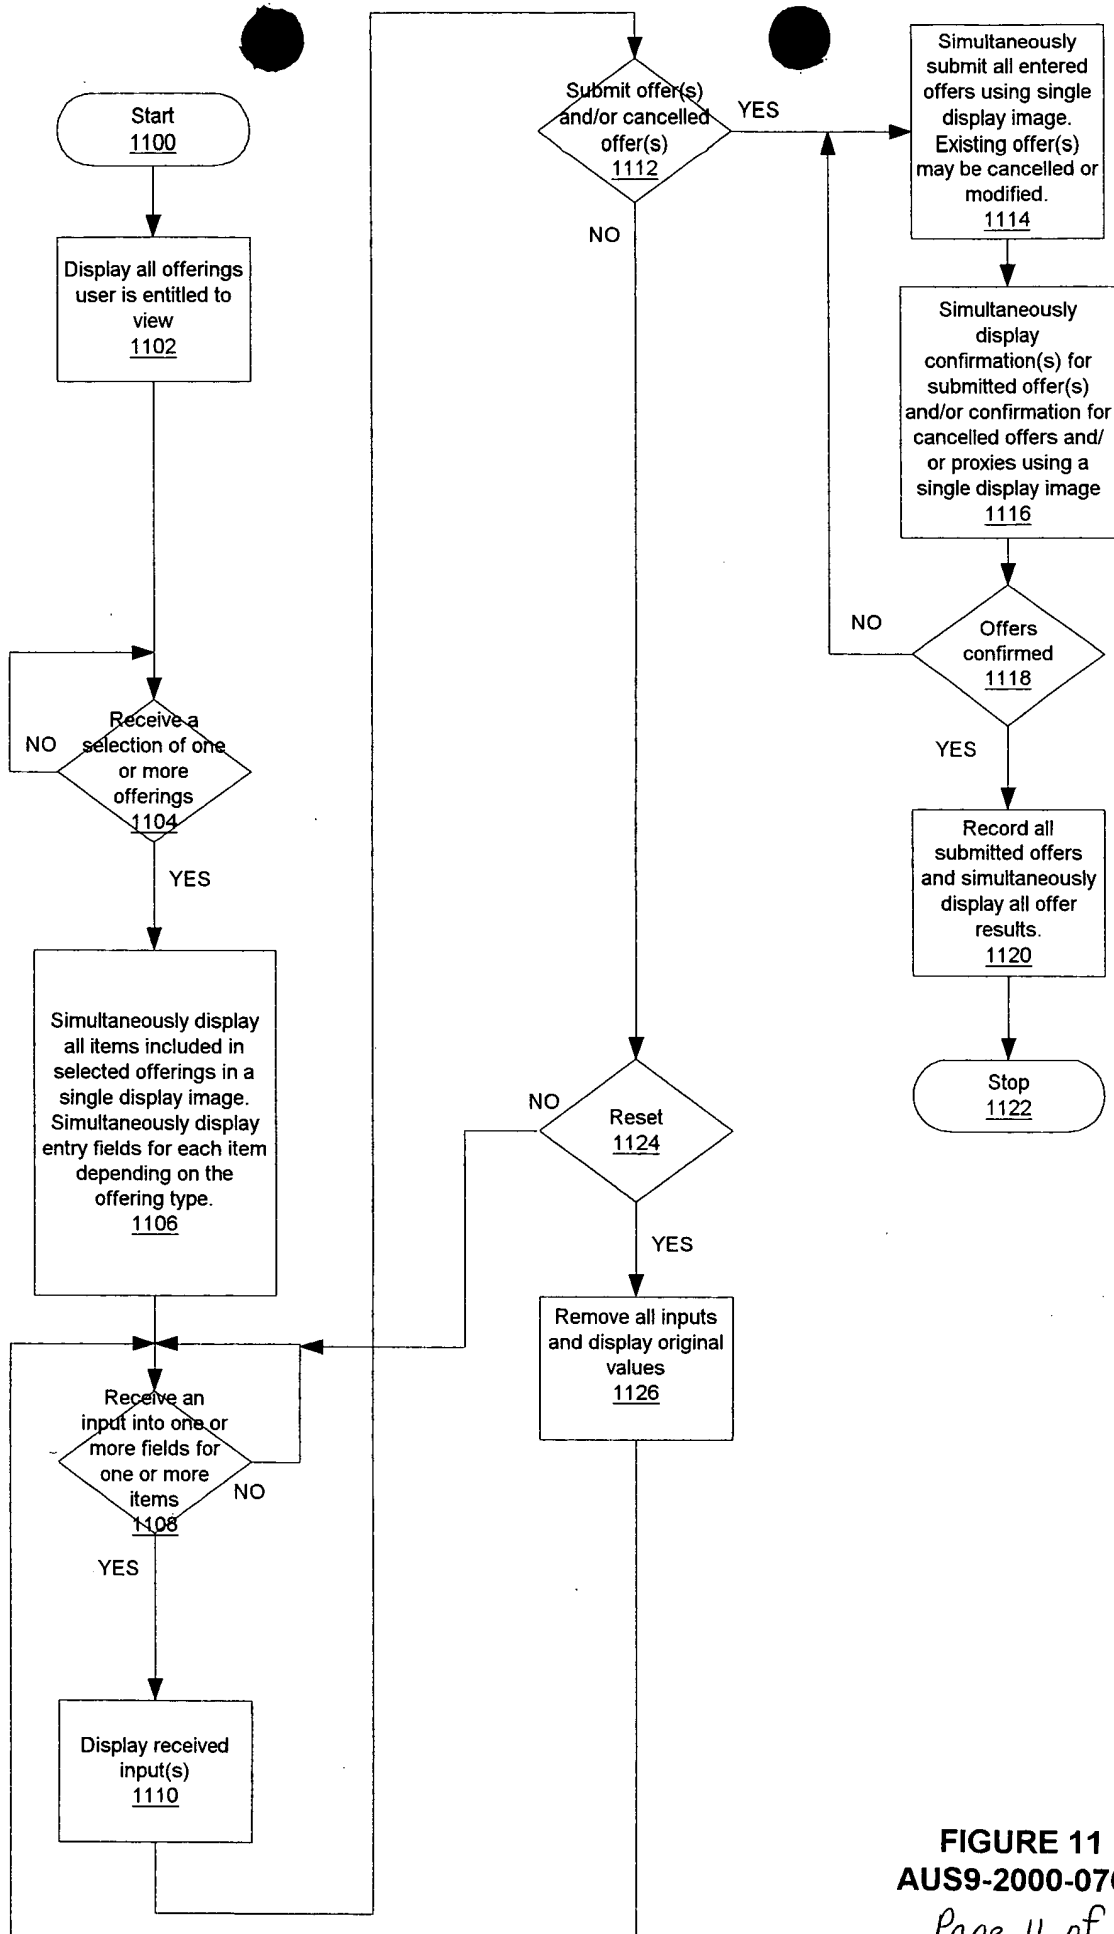 Start
1100
Display all offerings
user is entitled to
view
1102
NO
Receive a
selection of one
or more
offerings
1104
YES
Simultaneously display
all items included in
selected offerings in a
single display image.
Simultaneously display
entry fields for each item
depending on the
offering type.
1106
Receive an
input into one or
more fields for
one or more
items
1108
NO
YES
Display received
input(s)
1110
Submit offer(s)
and/or cancelled
offer(s)
1112
YES
NO
Reset
1124
NO
YES
Remove all inputs
and display original
values
1126
Simultaneously
submit all entered
offers using single
display image.
Existing offer(s)
may be cancelled or
modified.
1114
Simultaneously
display
confirmation(s) for
submitted offer(s)
and/or confirmation for
cancelled offers and/
or proxies using a
single display image
1116
Offers
confirmed
1118
NO
YES
Record all
submitted offers
and simultaneously
display all offer
results.
1120
Stop
1122
FIGURE 11
AUS9-2000-070
Page 11 of